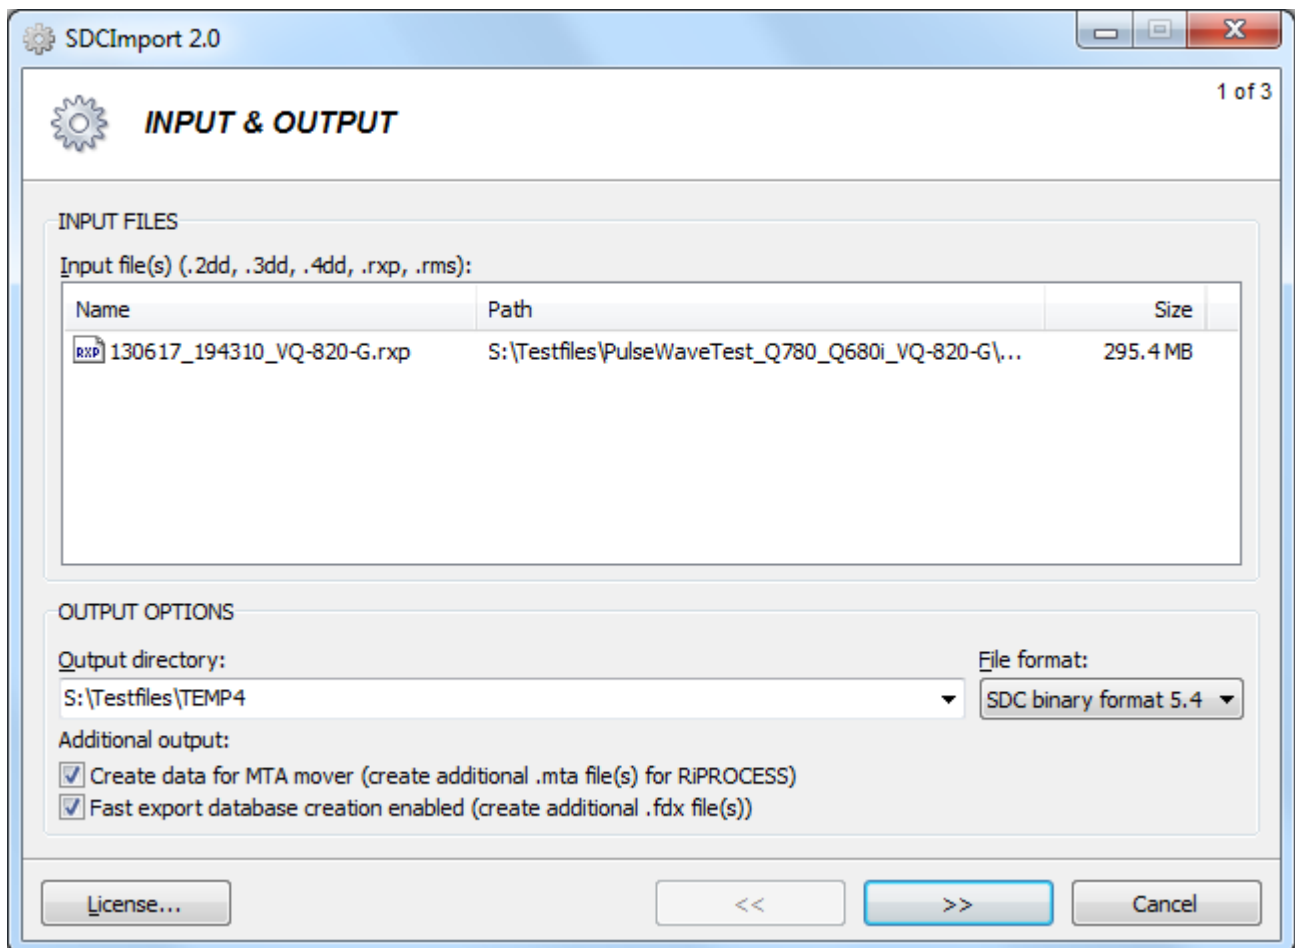 SDCImport 2.0
1 of 3
INPUT & OUTPUT
INPUT FILES
Input file(s) (.2dd, .3dd, .4dd, .rxp, .rms):
Name Path Size
RXP 130617_194310_VQ-820-G.rxp S:\Testfiles\PulseWaveTest_Q780_Q680i_VQ-820-G\... 295.4 MB
OUTPUT OPTIONS
Output directory: File format:
S:\Testfiles\TEMP4 SDC binary format 5.4
Additional output:
Create data for MTA mover (create additional .mta file(s) for RiPROCESS)
Fast export database creation enabled (create additional .fdx file(s))
License... << >> Cancel